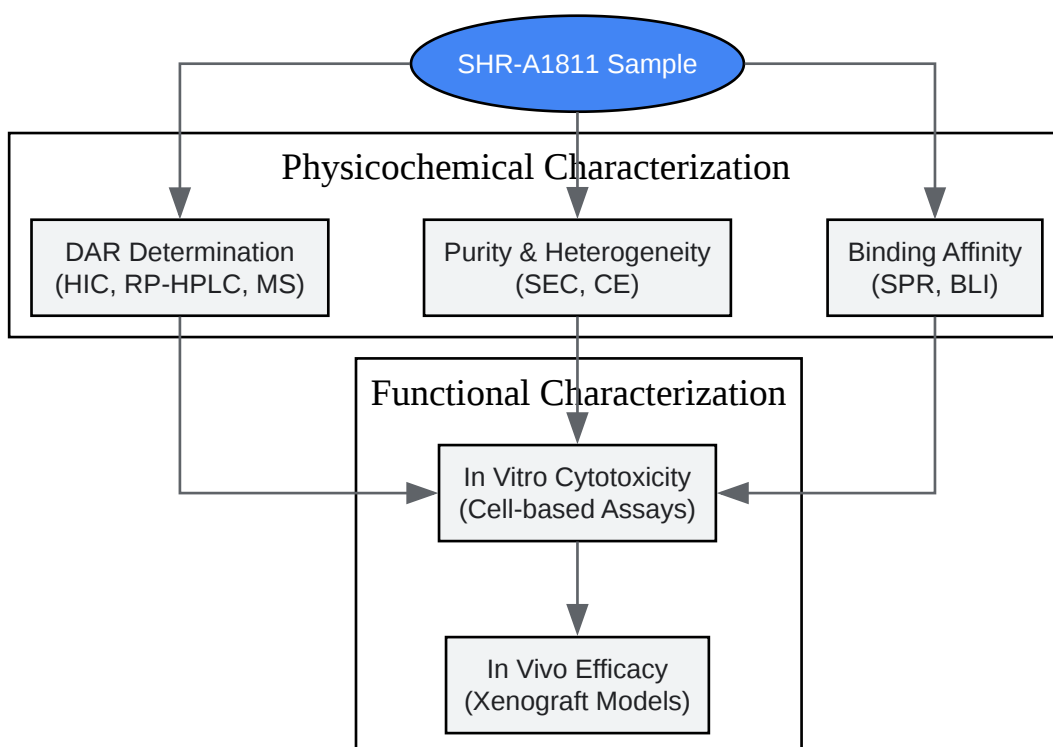 SHR-A1811 Sample
Physicochemical Characterization
DAR Determination
(HIC, RP-HPLC, MS)
Purity & Heterogeneity
(SEC, CE)
Binding Affinity
(SPR, BLI)
Functional Characterization
In Vitro Cytotoxicity
(Cell-based Assays)
In Vivo Efficacy
(Xenograft Models)